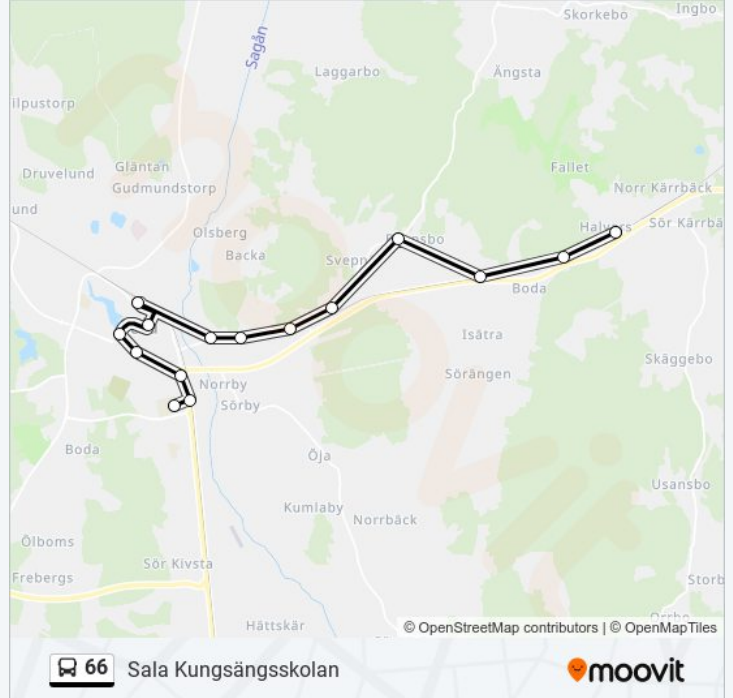 Skorkebo
Ingbo
Sagån
Laggarbo
Ängsta
ilpustorp
Druvelund
Gläntan
Fallet
Gudmundstorp
Norr Kärrbäck
und
Olsberg
Halvars
Sör Kärrbä
Backa
Boda
Isätra
Skäggebo
Sörängen
Norrby
Sörby
Boda
Öja
Usansbo
Kumlaby
Norrbäck
Ölboms
Sör Kivsta
Frebergs
Storb
Hättskär
© OpenStreetMap contributors | © OpenMapTiles
66 Sala Kungsängsskolan
moovit